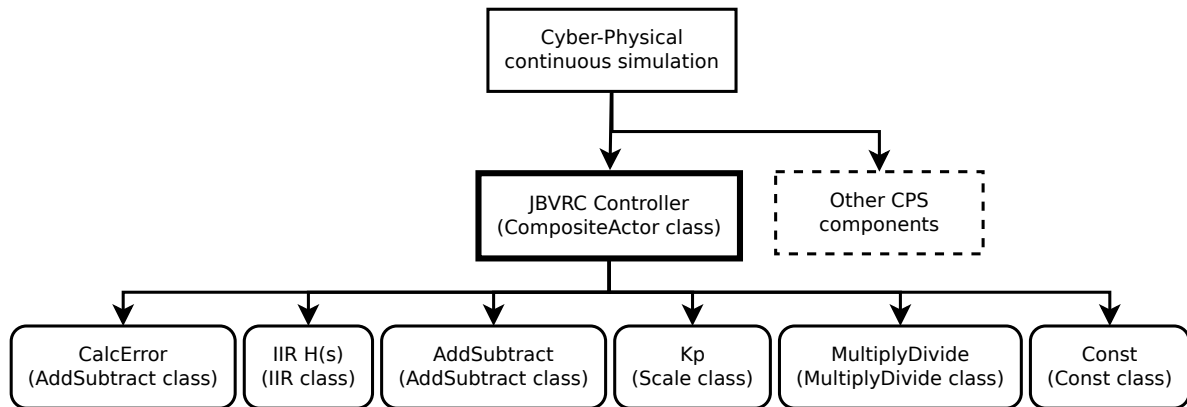 Cyber-Physical
continuous simulation
JBVRC Controller
(CompositeActor class)
Other CPS
components
CalcError
(AddSubtract class)
IIR H(s)
(IIR class)
AddSubtract
(AddSubtract class)
Kp
(Scale class)
MultiplyDivide
(MultiplyDivide class)
Const
(Const class)